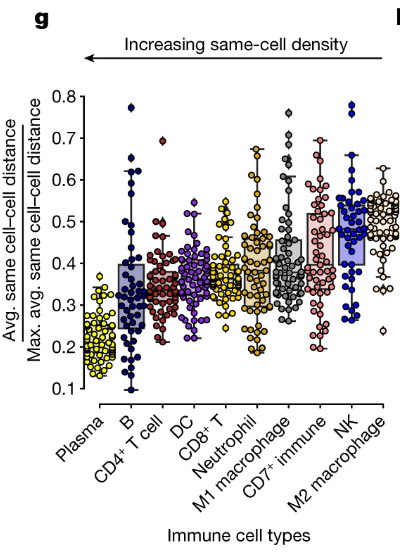 g
Increasing same-cell density
Avg. same cell–cell distance
Max. avg. same cell–cell distance
0.8
0.7
0.6
0.5
0.4
0.3
0.2
0.1
Plasma
B
CD4⁺ T cell
DC
CD8⁺ T
Neutrophil
M1 macrophage
CD7⁺ immune
NK
M2 macrophage
Immune cell types